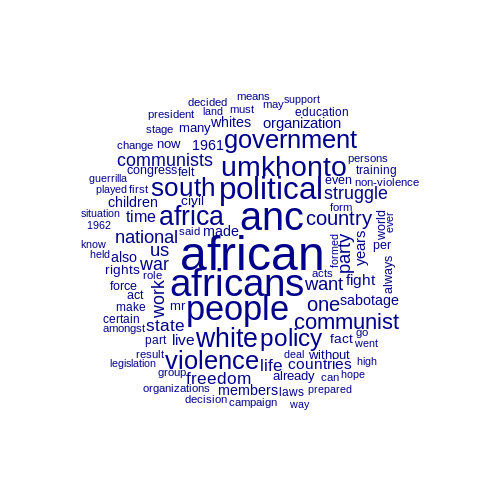 means
decided may support
president land must education
stage many whites organization
change now 1961 government
communists umkhonto persons
congress felt training
guerrilla south political even non-violence
played first struggle
children civil form
situation time africa anc country world ever
1962 said made
national african formed party years
know us per
held also war africans want acts fight always
rights role
force work people one sabotage
act mr
make communist
certain state
amongst part live white policy fact go
went
result violence life without
legislation deal countries high
group freedom already can hope
organizations members laws prepared
decision campaign way